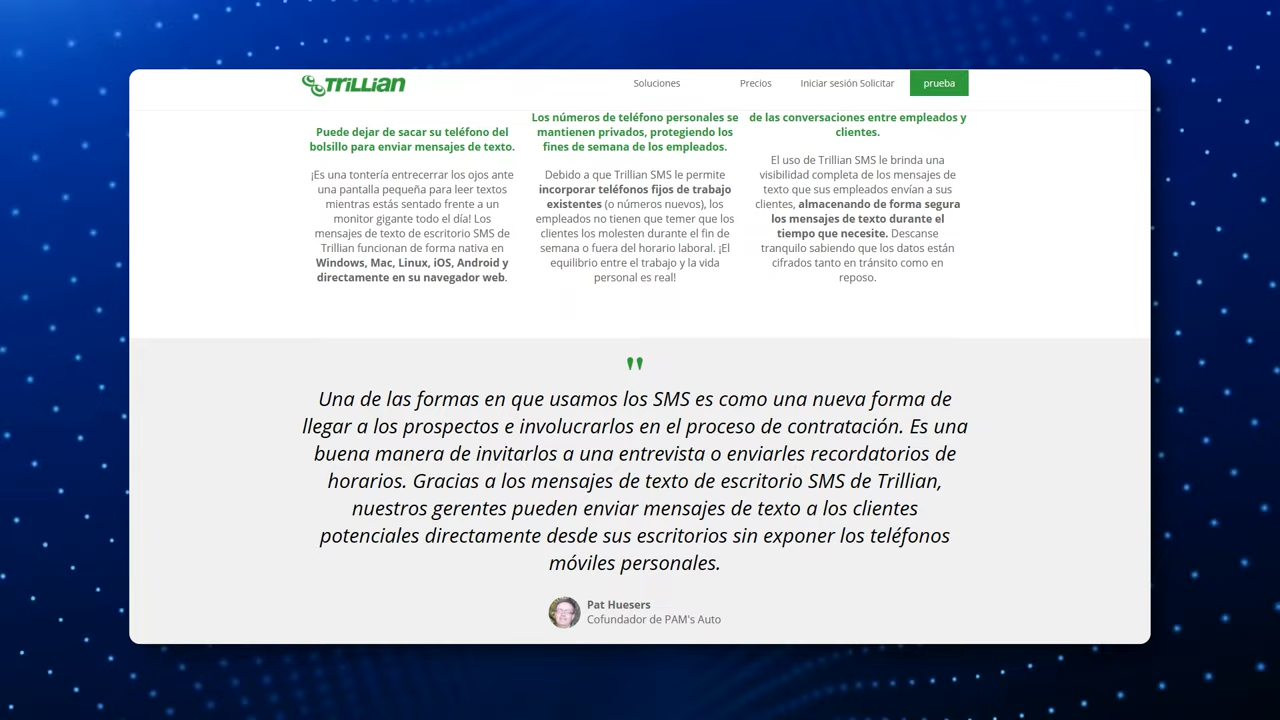 TRiLLiaN
Soluciones
Precios
Iniciar sesión Solicitar
prueba
Puede dejar de sacar su teléfono del
bolsillo para enviar mensajes de texto.
¡Es una tontería entrecerrar los ojos ante
una pantalla pequeña para leer textos
mientras estás sentado frente a un
monitor gigante todo el día! Los
mensajes de texto de escritorio SMS de
Trillian funcionan de forma nativa en
Windows, Mac, Linux, iOS, Android y
directamente en su navegador web.
Los números de teléfono personales se
mantienen privados, protegiendo los
fines de semana de los empleados.
Debido a que Trillian SMS le permite
incorporar teléfonos fijos de trabajo
existentes (o números nuevos), los
empleados no tienen que temer que los
clientes los molesten durante el fin de
semana o fuera del horario laboral. ¡El
equilibrio entre el trabajo y la vida
personal es real!
de las conversaciones entre empleados y
clientes.
El uso de Trillian SMS le brinda una
visibilidad completa de los mensajes de
texto que sus empleados envían a sus
clientes, almacenando de forma segura
los mensajes de texto durante el
tiempo que necesite. Descanse
tranquilo sabiendo que los datos están
cifrados tanto en tránsito como en
reposo.
"
Una de las formas en que usamos los SMS es como una nueva forma de
llegar a los prospectos e involucrarlos en el proceso de contratación. Es una
buena manera de invitarlos a una entrevista o enviarles recordatorios de
horarios. Gracias a los mensajes de texto de escritorio SMS de Trillian,
nuestros gerentes pueden enviar mensajes de texto a los clientes
potenciales directamente desde sus escritorios sin exponer los teléfonos
móviles personales.
Pat Huesers
Cofundador de PAM's Auto